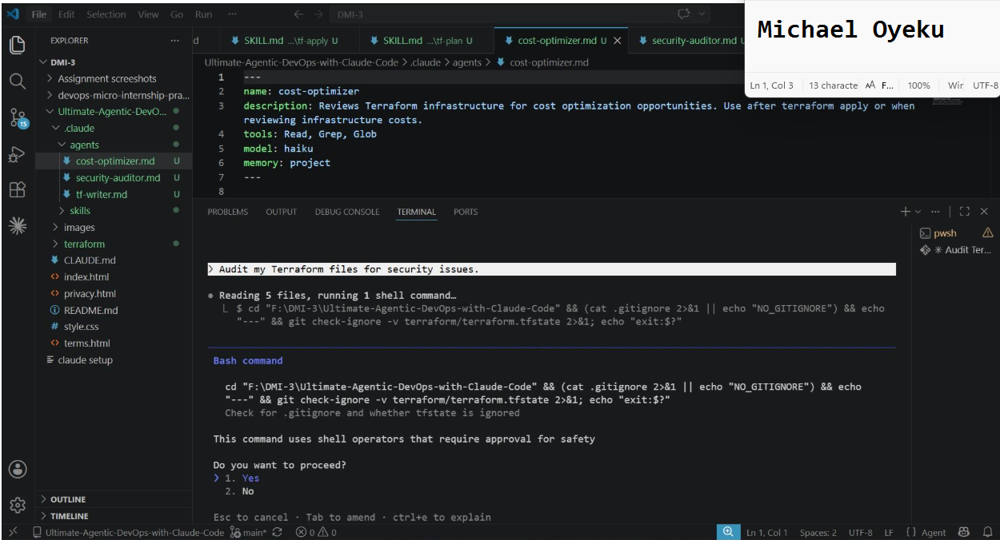 File Edit Selection View Go Run ··· DMI-3
Michael Oyeku
Ln 1, Col 3 13 characte F... 100% Wir UTF-8
EXPLORER ···
DMI-3
Assignment screenshots
devops-micro-internship-pra...
Ultimate-Agentic-DevO...
.claude
agents
cost-optimizer.md U
security-auditor.md U
tf-writer.md U
skills
images
terraform
CLAUDE.md
index.html
privacy.html
README.md
style.css
terms.html
claude setup
OUTLINE
TIMELINE
15
d SKILL.md ...\tf-apply U SKILL.md ...\tf-plan U cost-optimizer.md U security-auditor.md U
Ultimate-Agentic-DevOps-with-Claude-Code > .claude > agents > cost-optimizer.md
1 ---
2 name: cost-optimizer
3 description: Reviews Terraform infrastructure for cost optimization opportunities. Use after terraform apply or when
reviewing infrastructure costs.
4 tools: Read, Grep, Glob
5 model: haiku
6 memory: project
7 ---
8
PROBLEMS OUTPUT DEBUG CONSOLE TERMINAL PORTS
pwsh
Audit Ter...
> Audit my Terraform files for security issues.
● Reading 5 files, running 1 shell command…
$ cd "F:\DMI-3\Ultimate-Agentic-DevOps-with-Claude-Code" && (cat .gitignore 2>&1 || echo "NO_GITIGNORE") && echo
"---" && git check-ignore -v terraform/terraform.tfstate 2>&1; echo "exit:$?"
Bash command
cd "F:\DMI-3\Ultimate-Agentic-DevOps-with-Claude-Code" && (cat .gitignore 2>&1 || echo "NO_GITIGNORE") && echo
"---" && git check-ignore -v terraform/terraform.tfstate 2>&1; echo "exit:$?"
Check for .gitignore and whether tfstate is ignored
This command uses shell operators that require approval for safety
Do you want to proceed?
> 1. Yes
2. No
Esc to cancel · Tab to amend · ctrl+e to explain
Ultimate-Agentic-DevOps-with-Claude-Code main* 0 0 Ln 1, Col 1 Spaces: 2 UTF-8 LF { } Agent